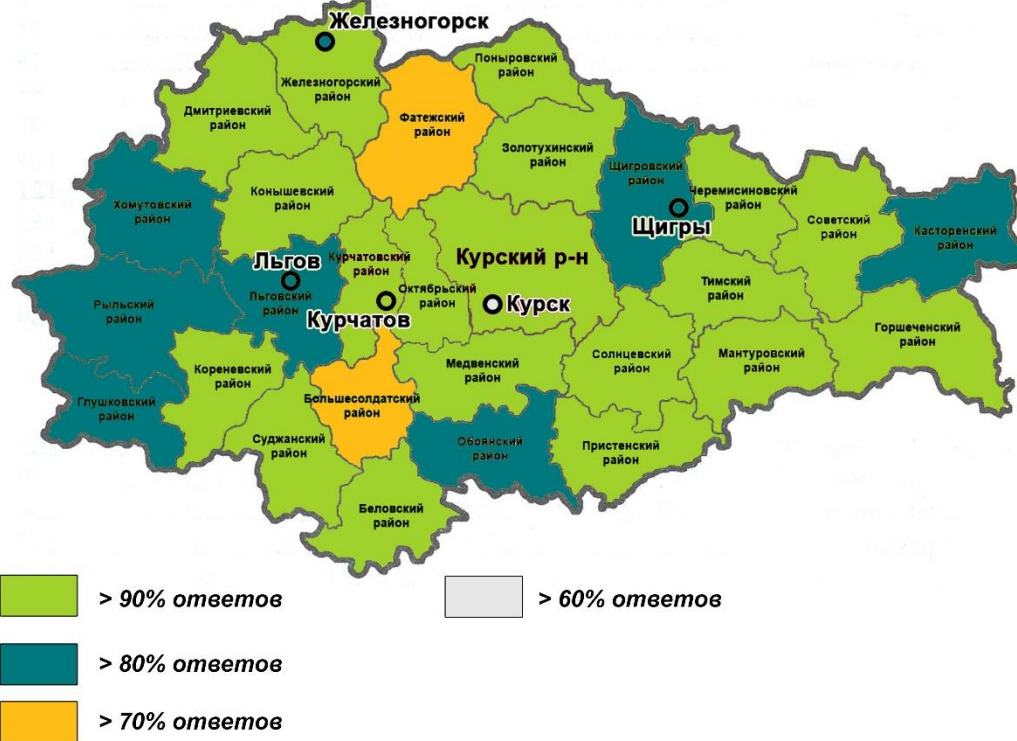 Железногорск
Поныровский
район
Железногорский
район
Дмитриевский
район
Фатежский
район
Золотухинский
район
Щигровский
район
Черемисиновский
район
Конышевский
район
Хомутовский
район
Щигры
Советский
район
Касторенский
район
Льгов
Курчатовский
район
Курский р-н
Тимский
район
Октябрьский
район
Льговский
район
Рыльский
район
Курчатов
Курск
Горшеченский
район
Солнцевский
район
Мантуровский
район
Медвенский
район
Кореневский
район
Глушковский
район
Большесолдатский
район
Суджанский
район
Обоянский
район
Пристенский
район
Беловский
район
> 90% ответов
> 60% ответов
> 80% ответов
> 70% ответов